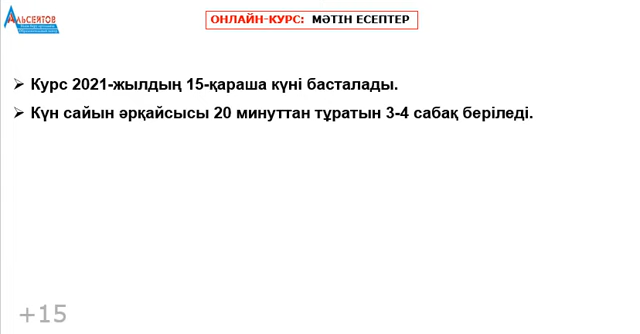 АЛЬСЕЙТОВ
ОНЛАЙН-КУРС: МӘТІН ЕСЕПТЕР
➢ Курс 2021-жылдың 15-қараша күні басталады.
➢ Күн сайын әрқайсысы 20 минуттан тұратын 3-4 сабақ беріледі.
+15